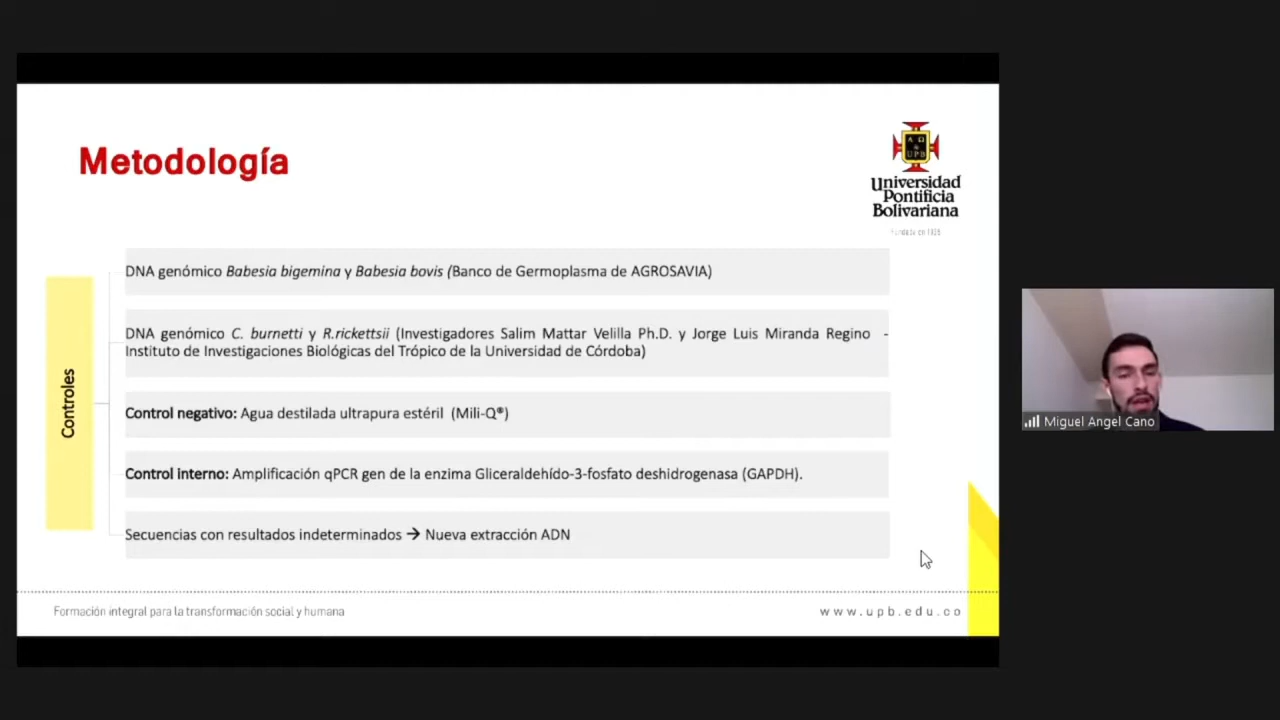 Metodología
Universidad
Pontificia
Bolivariana
Fundada en 1936
Controles
DNA genómico Babesia bigemina y Babesia bovis (Banco de Germoplasma de AGROSAVIA)
DNA genómico C. burnetti y R.rickettsii (Investigadores Salim Mattar Velilla Ph.D. y Jorge Luis Miranda Regino -
Instituto de Investigaciones Biológicas del Trópico de la Universidad de Córdoba)
Control negativo: Agua destilada ultrapura estéril (Mili-Q®)
Control interno: Amplificación qPCR gen de la enzima Gliceraldehído-3-fosfato deshidrogenasa (GAPDH).
Secuencias con resultados indeterminados → Nueva extracción ADN
Formación integral para la transformación social y humana
www.upb.edu.co
Miguel Angel Cano